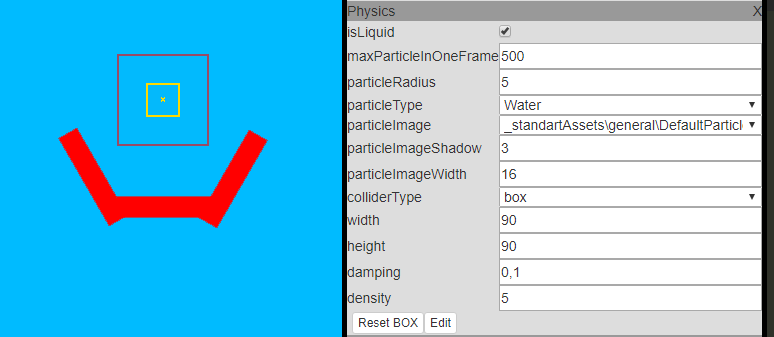 Physics X
isLiquid
maxParticleInOneFrame 500
particleRadius 5
particleType Water
particleImage _standartAssets\general\DefaultParticl
particleImageShadow 3
particleImageWidth 16
colliderType box
width 90
height 90
damping 0,1
density 5
Reset BOX Edit